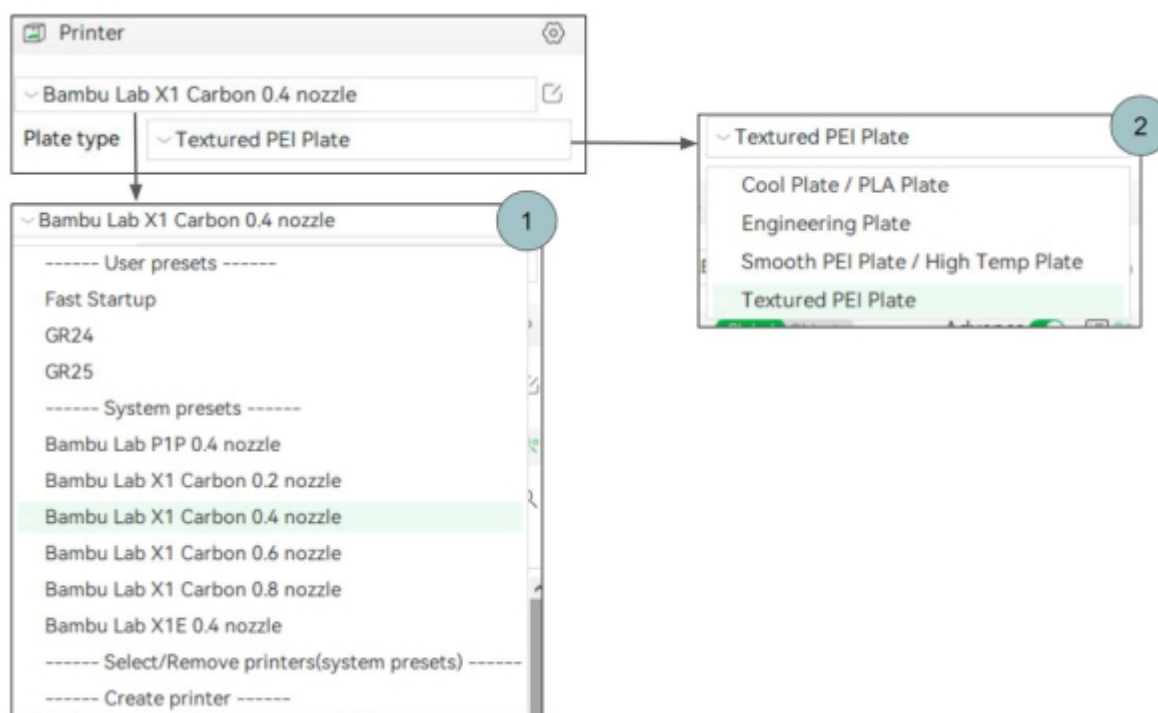 Printer
Bambu Lab X1 Carbon 0.4 nozzle
Plate type
Textured PEI Plate
1
Bambu Lab X1 Carbon 0.4 nozzle
------ User presets ------
Fast Startup
GR24
GR25
------ System presets ------
Bambu Lab P1P 0.4 nozzle
Bambu Lab X1 Carbon 0.2 nozzle
Bambu Lab X1 Carbon 0.4 nozzle
Bambu Lab X1 Carbon 0.6 nozzle
Bambu Lab X1 Carbon 0.8 nozzle
Bambu Lab X1E 0.4 nozzle
------ Select/Remove printers(system presets) ------
------ Create printer ------
2
Textured PEI Plate
Cool Plate / PLA Plate
Engineering Plate
Smooth PEI Plate / High Temp Plate
Textured PEI Plate